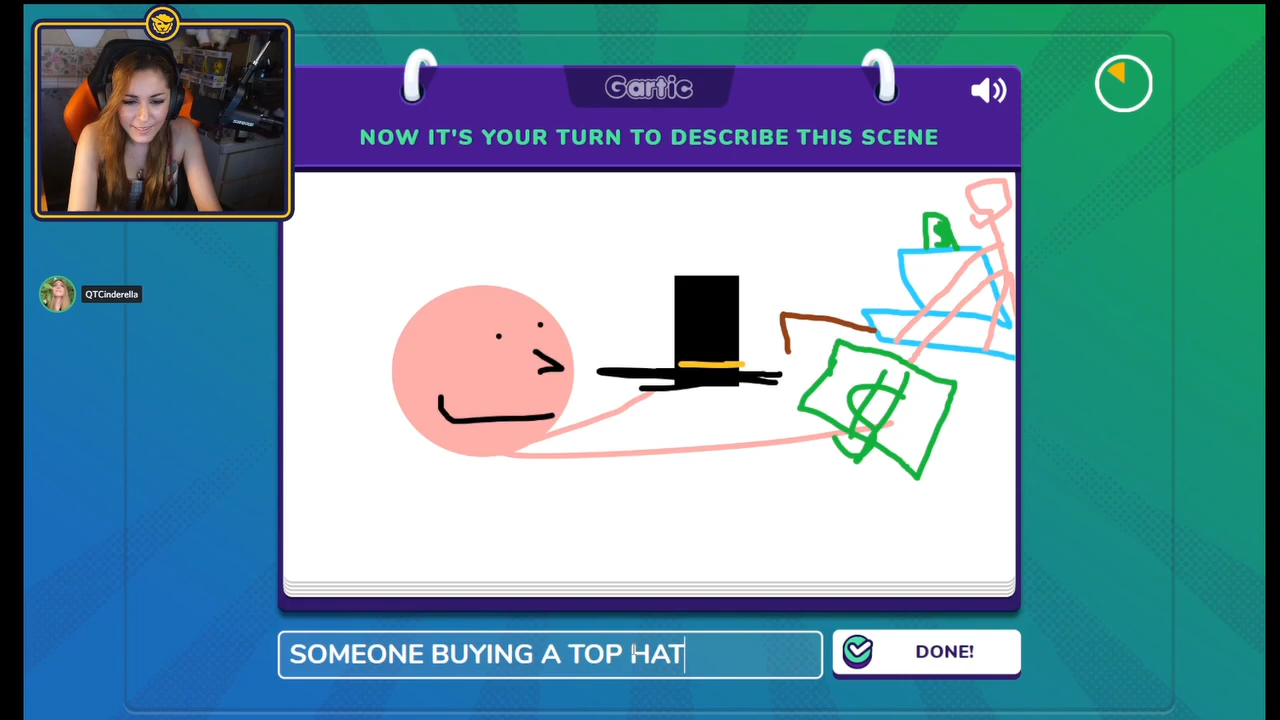 Gartic
NOW IT'S YOUR TURN TO DESCRIBE THIS SCENE
QTCinderella
$
$
SOMEONE BUYING A TOP HAT
DONE!